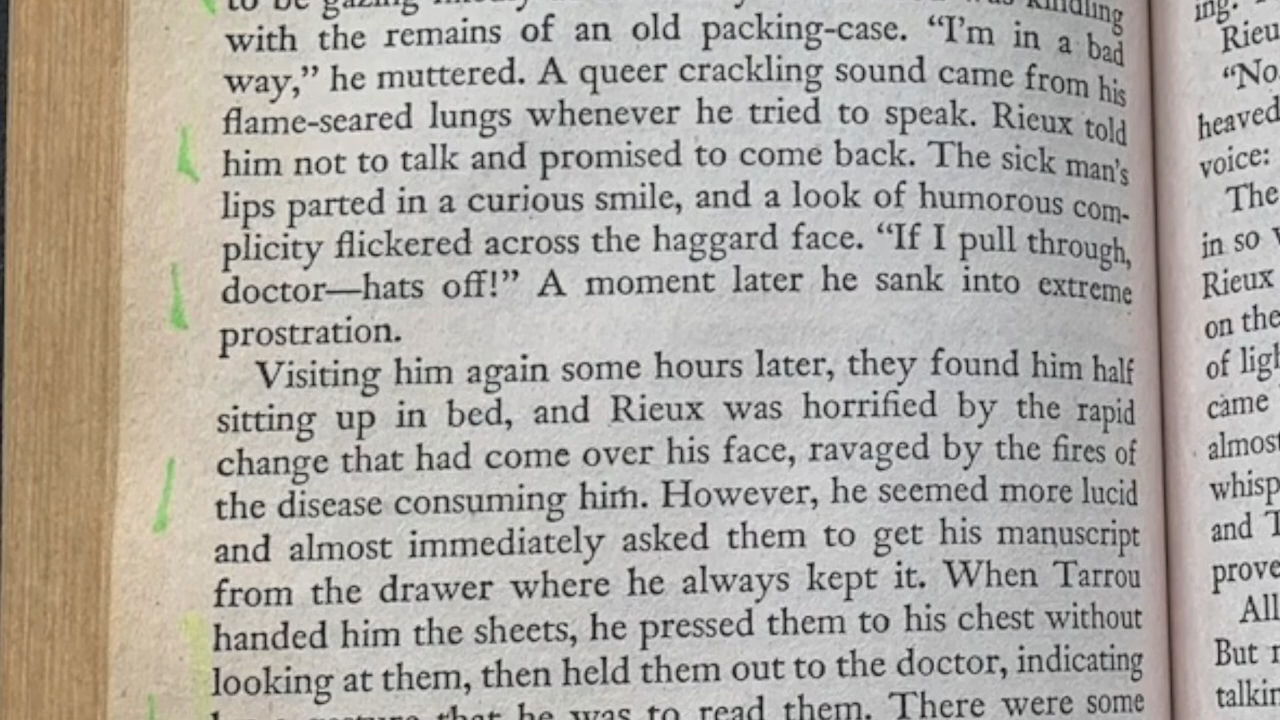 to be gazing kindling
with the remains of an old packing-case. “I’m in a bad
way,” he muttered. A queer crackling sound came from his
flame-seared lungs whenever he tried to speak. Rieux told
him not to talk and promised to come back. The sick man’s
lips parted in a curious smile, and a look of humorous com-
plicity flickered across the haggard face. “If I pull through,
doctor—hats off!” A moment later he sank into extreme
prostration.
Visiting him again some hours later, they found him half
sitting up in bed, and Rieux was horrified by the rapid
change that had come over his face, ravaged by the fires of
the disease consuming him. However, he seemed more lucid
and almost immediately asked them to get his manuscript
from the drawer where he always kept it. When Tarrou
handed him the sheets, he pressed them to his chest without
looking at them, then held them out to the doctor, indicating
gesture that he was to read them. There were some
ing.
Rieu
“No
heaved
voice:
The
in so
Rieux
on the
of ligh
came
almost
whisp
and T
prove
All
But
talkin